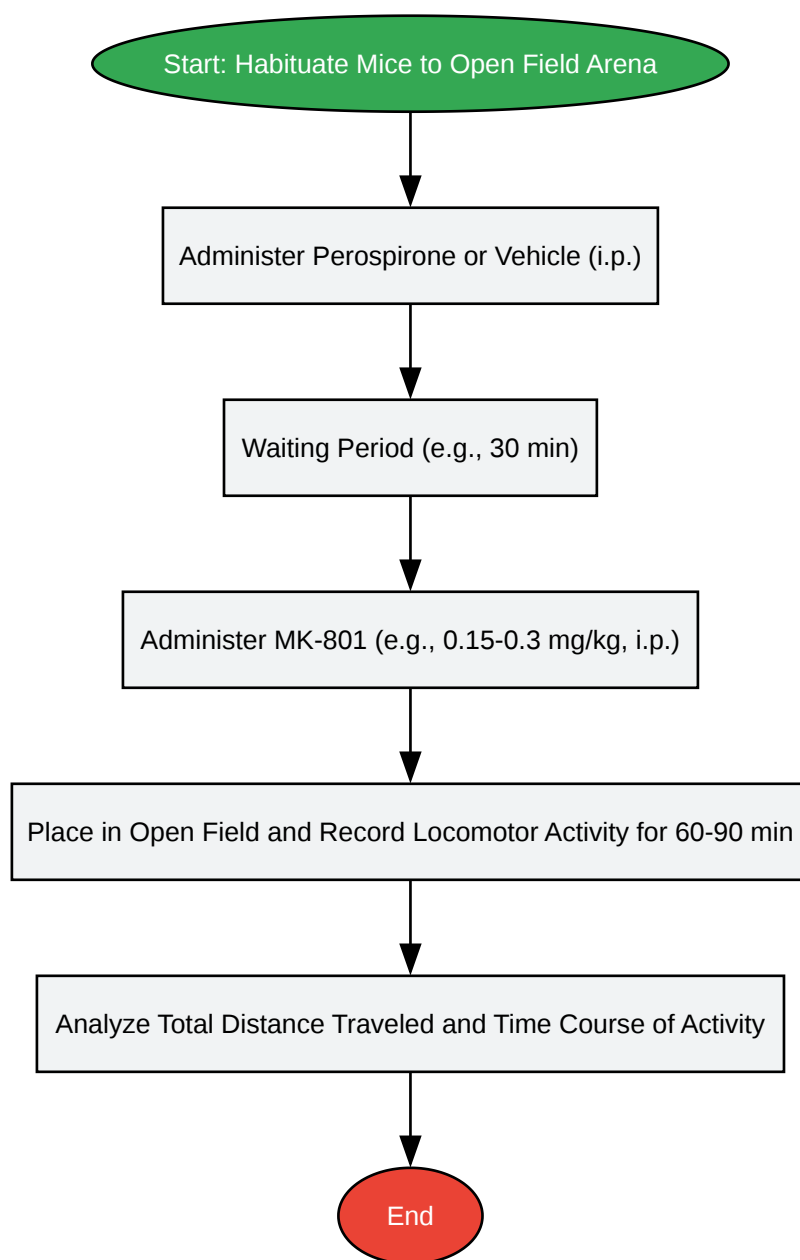 Start: Habituate Mice to Open Field Arena
Administer Perospirone or Vehicle (i.p.)
Waiting Period (e.g., 30 min)
Administer MK-801 (e.g., 0.15-0.3 mg/kg, i.p.)
Place in Open Field and Record Locomotor Activity for 60-90 min
Analyze Total Distance Traveled and Time Course of Activity
End